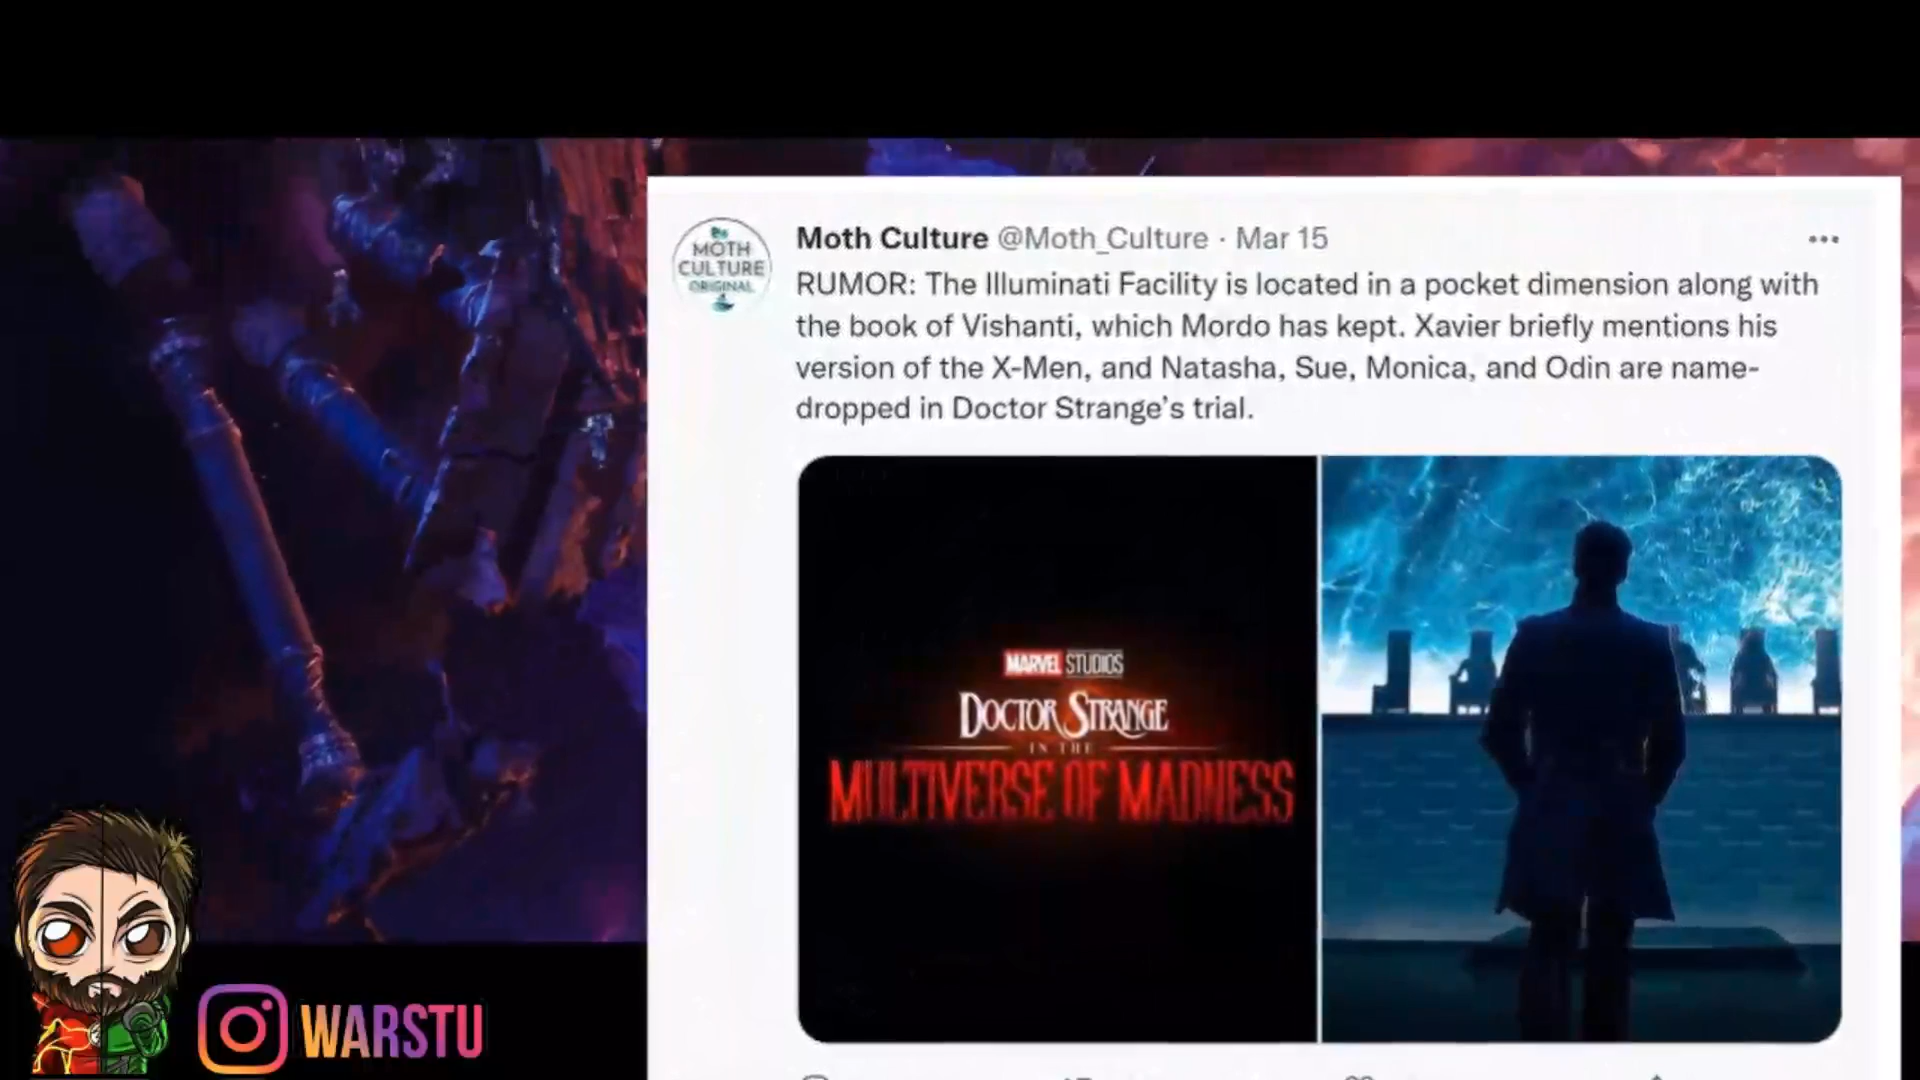 Moth Culture @Moth_Culture · Mar 15
MOTH
CULTURE
ORIGINAL
RUMOR: The Illuminati Facility is located in a pocket dimension along with
the book of Vishanti, which Mordo has kept. Xavier briefly mentions his
version of the X-Men, and Natasha, Sue, Monica, and Odin are name-
dropped in Doctor Strange’s trial.
MARVEL STUDIOS
DOCTOR STRANGE
IN THE
MULTIVERSE OF MADNESS
WARSTU